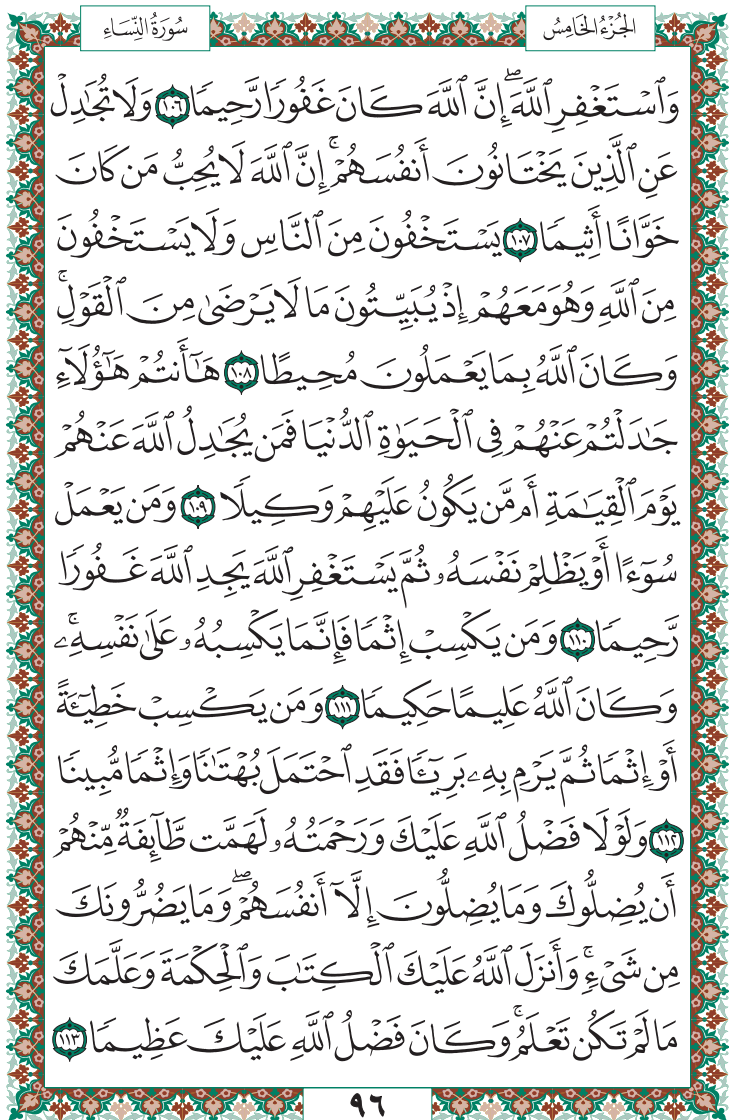 الجُزْءُ الخَامِسُ
سُورَةُ النِّسَاءِ
وَٱسْتَغْفِرِ ٱللَّهَۖ إِنَّ ٱللَّهَ كَانَ غَفُورٗا رَّحِيمٗا ١٠٦ وَلَا تُجَٰدِلۡ
عَنِ ٱلَّذِينَ يَخۡتَانُونَ أَنفُسَهُمۡۚ إِنَّ ٱللَّهَ لَا يُحِبُّ مَن كَانَ
خَوَّانًا أَثِيمٗا ١٠٧ يَسۡتَخۡفُونَ مِنَ ٱلنَّاسِ وَلَا يَسۡتَخۡفُونَ
مِنَ ٱللَّهِ وَهُوَ مَعَهُمۡ إِذۡ يُبَيِّتُونَ مَا لَا يَرۡضَىٰ مِنَ ٱلۡقَوۡلِۚ
وَكَانَ ٱللَّهُ بِمَا يَعۡمَلُونَ مُحِيطًا ١٠٨ هَٰٓأَنتُمۡ هَٰٓؤُلَآءِ
جَٰدَلۡتُمۡ عَنۡهُمۡ فِي ٱلۡحَيَوٰةِ ٱلدُّنۡيَا فَمَن يُجَٰدِلُ ٱللَّهَ عَنۡهُمۡ
يَوۡمَ ٱلۡقِيَٰمَةِ أَم مَّن يَكُونُ عَلَيۡهِمۡ وَكِيلٗا ١٠٩ وَمَن يَعۡمَلۡ
سُوٓءًا أَوۡ يَظۡلِمۡ نَفۡسَهُۥ ثُمَّ يَسۡتَغۡفِرِ ٱللَّهَ يَجِدِ ٱللَّهَ غَفُورٗا
رَّحِيمٗا ١١٠ وَمَن يَكۡسِبۡ إِثۡمٗا فَإِنَّمَا يَكۡسِبُهُۥ عَلَىٰ نَفۡسِهِۦۚ
وَكَانَ ٱللَّهُ عَلِيمًا حَكِيمٗا ١١١ وَمَن يَكۡسِبۡ خَطِيٓـَٔةً
أَوۡ إِثۡمٗا ثُمَّ يَرۡمِ بِهِۦ بَرِيٓـٔٗا فَقَدِ ٱحۡتَمَلَ بُهۡتَٰنٗا وَإِثۡمٗا مُّبِينٗا
١١٢ وَلَوۡلَا فَضۡلُ ٱللَّهِ عَلَيۡكَ وَرَحۡمَتُهُۥ لَهَمَّت طَّآئِفَةٞ مِّنۡهُمۡ
أَن يُضِلُّوكَ وَمَا يُضِلُّونَ إِلَّآ أَنفُسَهُمۡۖ وَمَا يَضُرُّونَكَ
مِن شَيۡءٖۚ وَأَنزَلَ ٱللَّهُ عَلَيۡكَ ٱلۡكِتَٰبَ وَٱلۡحِكۡمَةَ وَعَلَّمَكَ
مَا لَمۡ تَكُن تَعۡلَمُۚ وَكَانَ فَضۡلُ ٱللَّهِ عَلَيۡكَ عَظِيمٗا ١١٣
٩٦